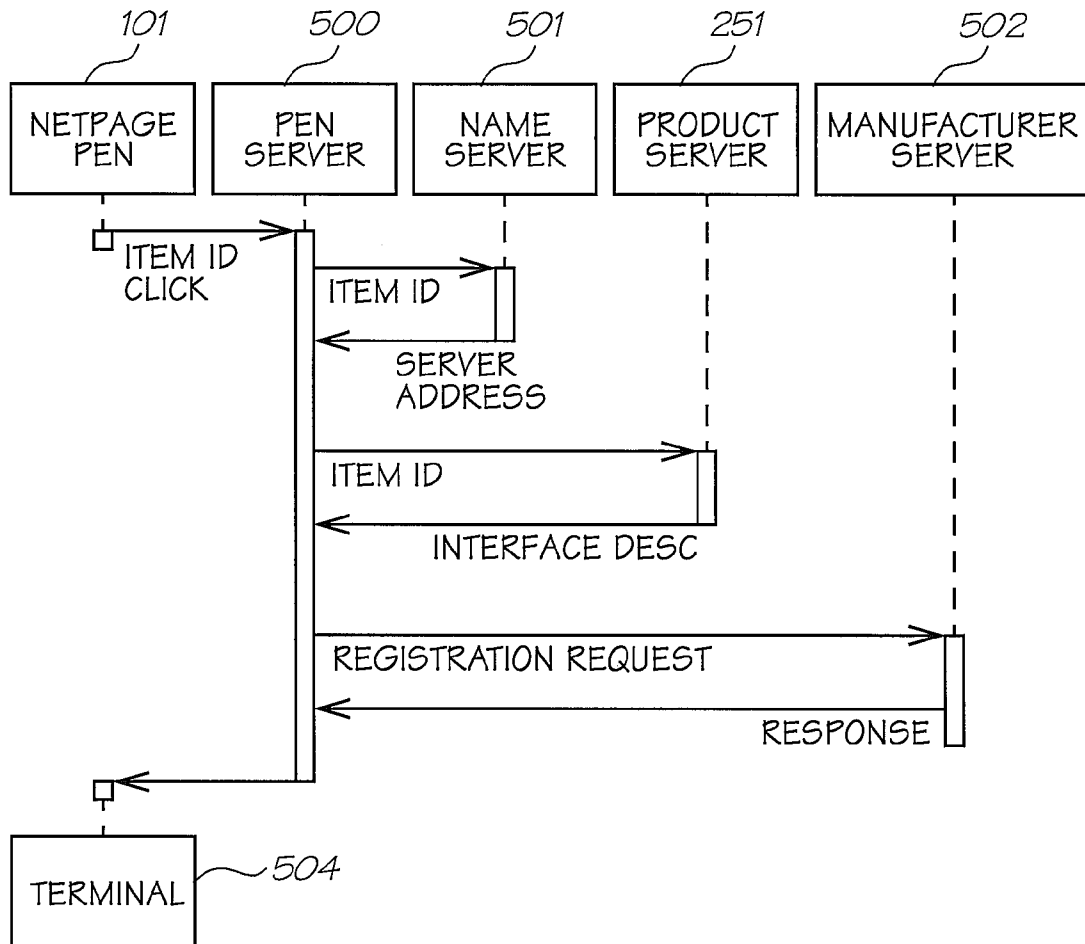 101
500
501
251
502
NETPAGE
PEN
PEN
SERVER
NAME
SERVER
PRODUCT
SERVER
MANUFACTURER
SERVER
ITEM ID
CLICK
ITEM ID
SERVER
ADDRESS
ITEM ID
INTERFACE DESC
REGISTRATION REQUEST
RESPONSE
TERMINAL
504